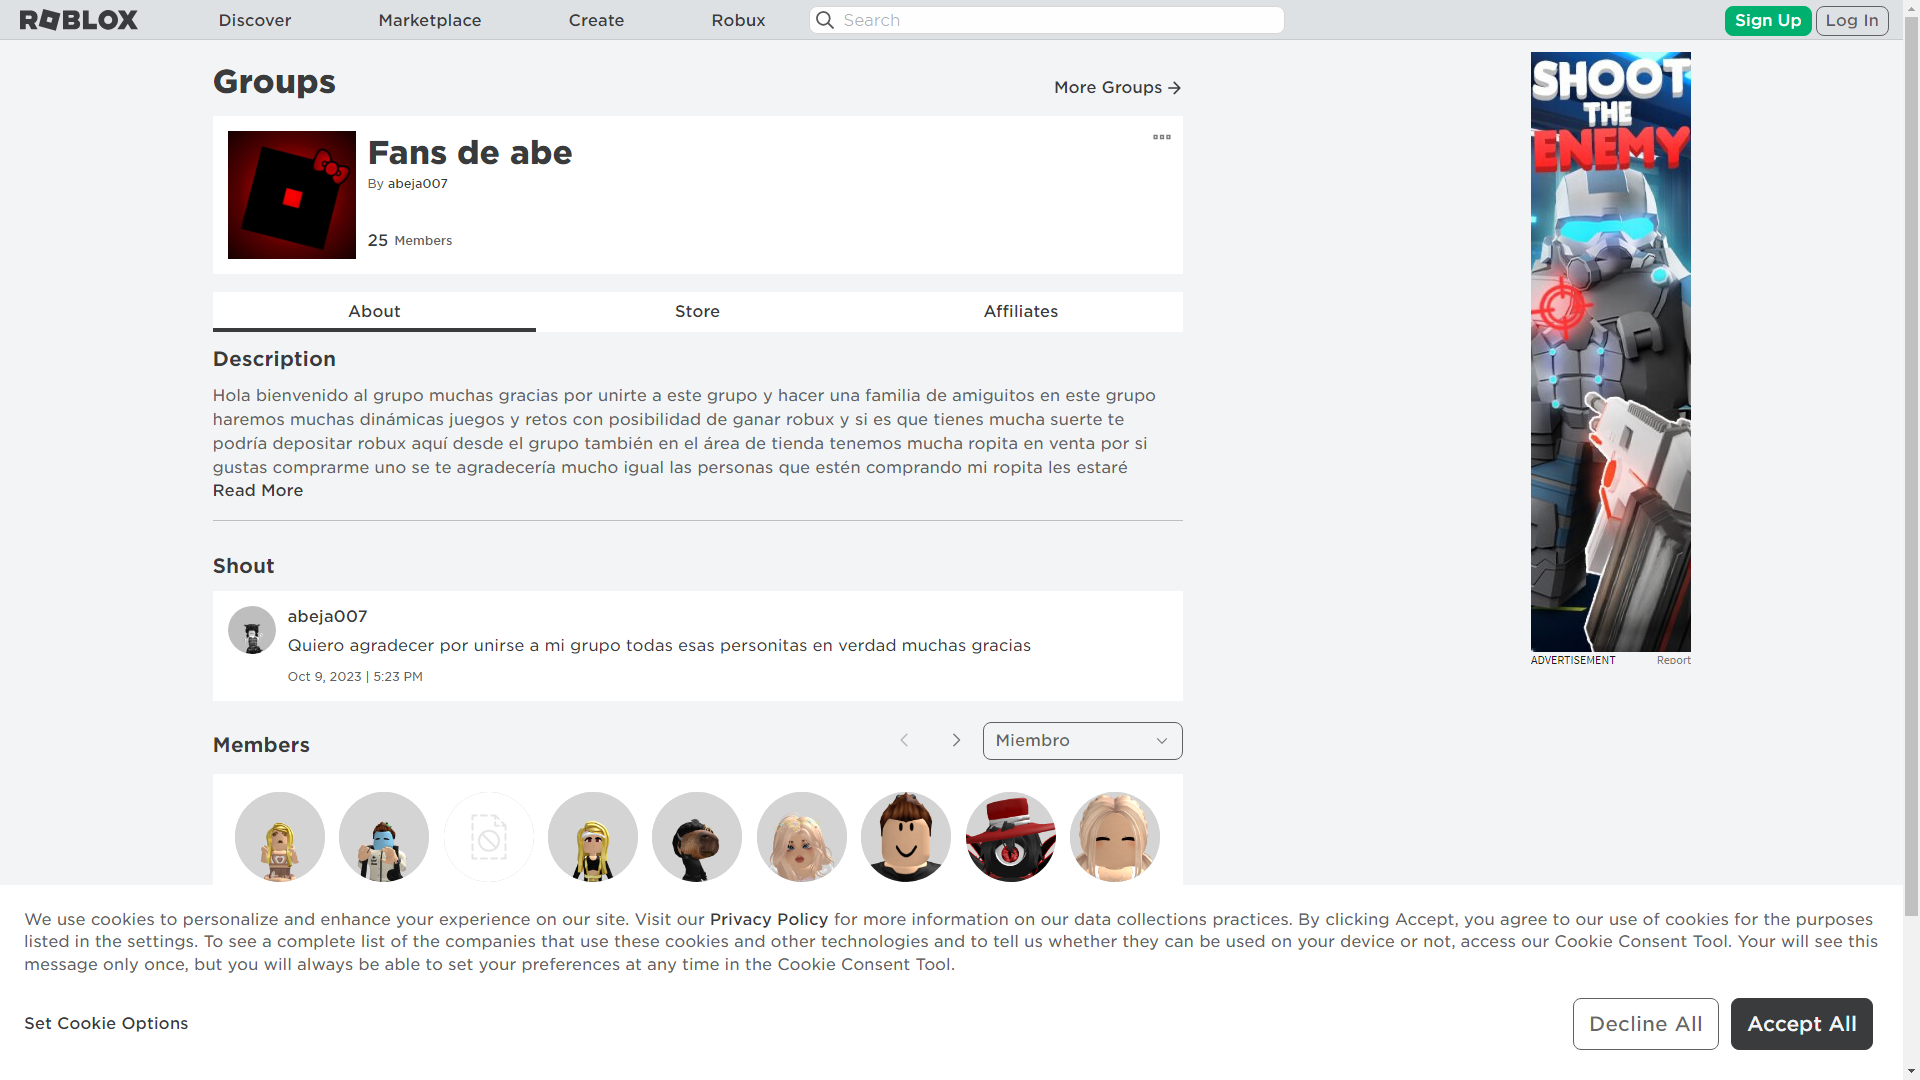 ROBLOX
Discover
Marketplace
Create
Robux
Search
Sign Up
Log In
Groups
More Groups
Fans de abe
By abeja007
25 Members
About
Store
Affiliates
Description
Hola bienvenido al grupo muchas gracias por unirte a este grupo y hacer una familia de amiguitos en este grupo
haremos muchas dinámicas juegos y retos con posibilidad de ganar robux y si es que tienes mucha suerte te
podría depositar robux aquí desde el grupo también en el área de tienda tenemos mucha ropita en venta por si
gustas comprarme uno se te agradecería mucho igual las personas que estén comprando mi ropita les estaré
Read More
Shout
abeja007
Quiero agradecer por unirse a mi grupo todas esas personitas en verdad muchas gracias
Oct 9, 2023 | 5:23 PM
Members
Miembro
SHOOT
THE
ENEMY
ADVERTISEMENT
Report
We use cookies to personalize and enhance your experience on our site. Visit our Privacy Policy for more information on our data collections practices. By clicking Accept, you agree to our use of cookies for the purposes
listed in the settings. To see a complete list of the companies that use these cookies and other technologies and to tell us whether they can be used on your device or not, access our Cookie Consent Tool. Your will see this
message only once, but you will always be able to set your preferences at any time in the Cookie Consent Tool.
Set Cookie Options
Decline All
Accept All